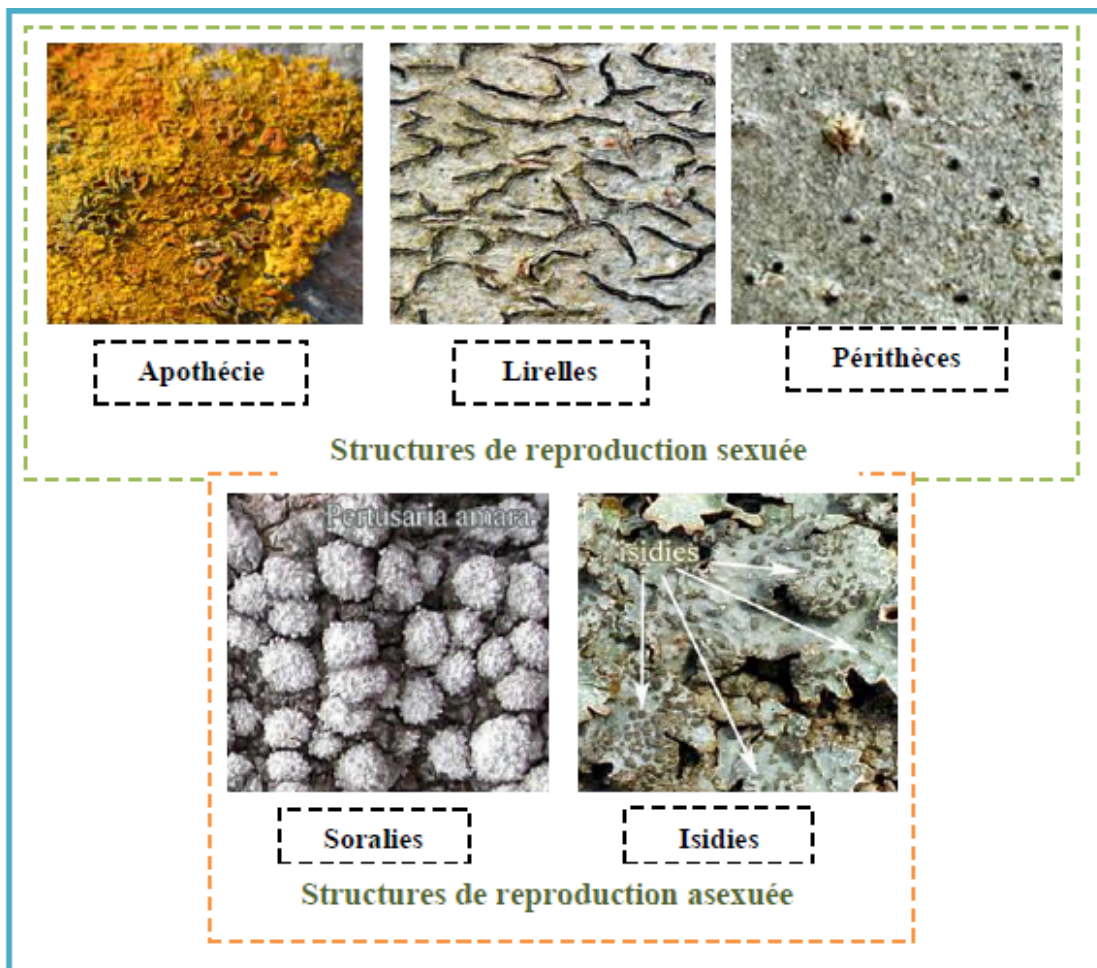 Apothécie
Lirelles
Périthèces
Structures de reproduction sexuée
Pertusaria amara
isidies
Soralies
Isidies
Structures de reproduction asexuée